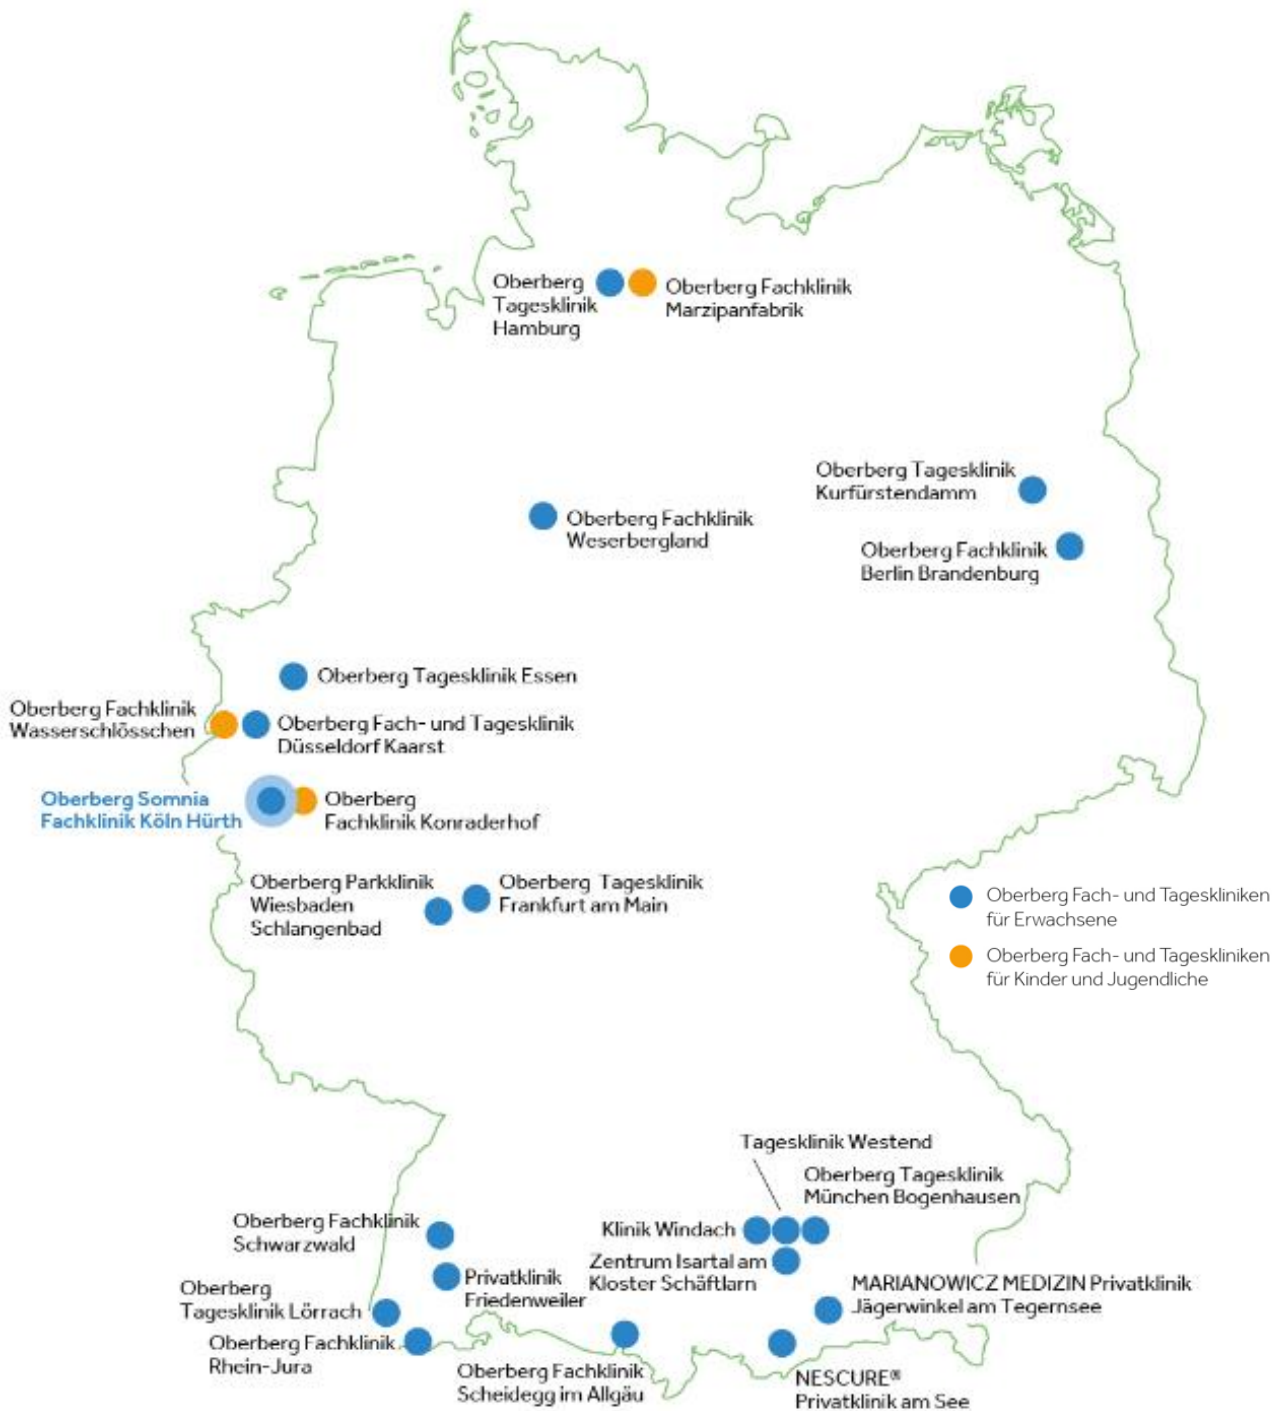 Oberberg
Tagesklinik
Hamburg
Oberberg Fachklinik
Marzipanfabrik
Oberberg Tagesklinik
Kurfürstendamm
Oberberg Fachklinik
Weserbergland
Oberberg Fachklinik
Berlin Brandenburg
Oberberg Tagesklinik Essen
Oberberg Fachklinik
Wasserschlösschen
Oberberg Fach- und Tagesklinik
Düsseldorf Kaarst
Oberberg Somnia
Fachklinik Köln Hürth
Oberberg
Fachklinik Konraderhof
Oberberg Parkklinik
Wiesbaden
Schlangenbad
Oberberg Tagesklinik
Frankfurt am Main
Oberberg Fach- und Tageskliniken
für Erwachsene
Oberberg Fach- und Tageskliniken
für Kinder und Jugendliche
Tagesklinik Westend
Oberberg Tagesklinik
München Bogenhausen
Oberberg Fachklinik
Schwarzwald
Klinik Windach
Zentrum Isartal am
Kloster Schäftlarn
Privatklinik
Friedenweiler
MARIANOWICZ MEDIZIN Privatklinik
Jägerwinkel am Tegernsee
Oberberg
Tagesklinik Lörrach
Oberberg Fachklinik
Rhein-Jura
Oberberg Fachklinik
Scheidegg im Allgäu
NESCURE®
Privatklinik am See